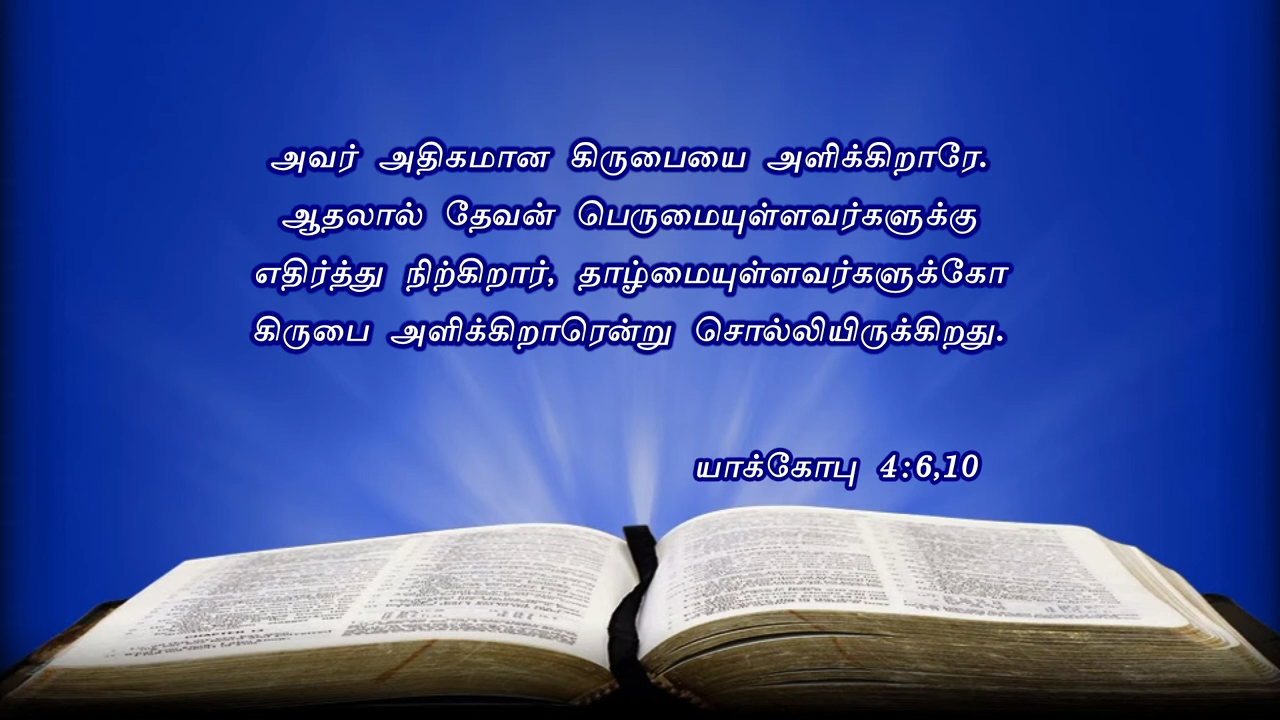 அவர் அதிகமான கிருபையை அளிக்கிறாரே.
ஆதலால் தேவன் பெருமையுள்ளவர்களுக்கு
எதிர்த்து நிற்கிறார், தாழ்மையுள்ளவர்களுக்கோ
கிருபை அளிக்கிறாரென்று சொல்லியிருக்கிறது.
யாக்கோபு 4:6,10